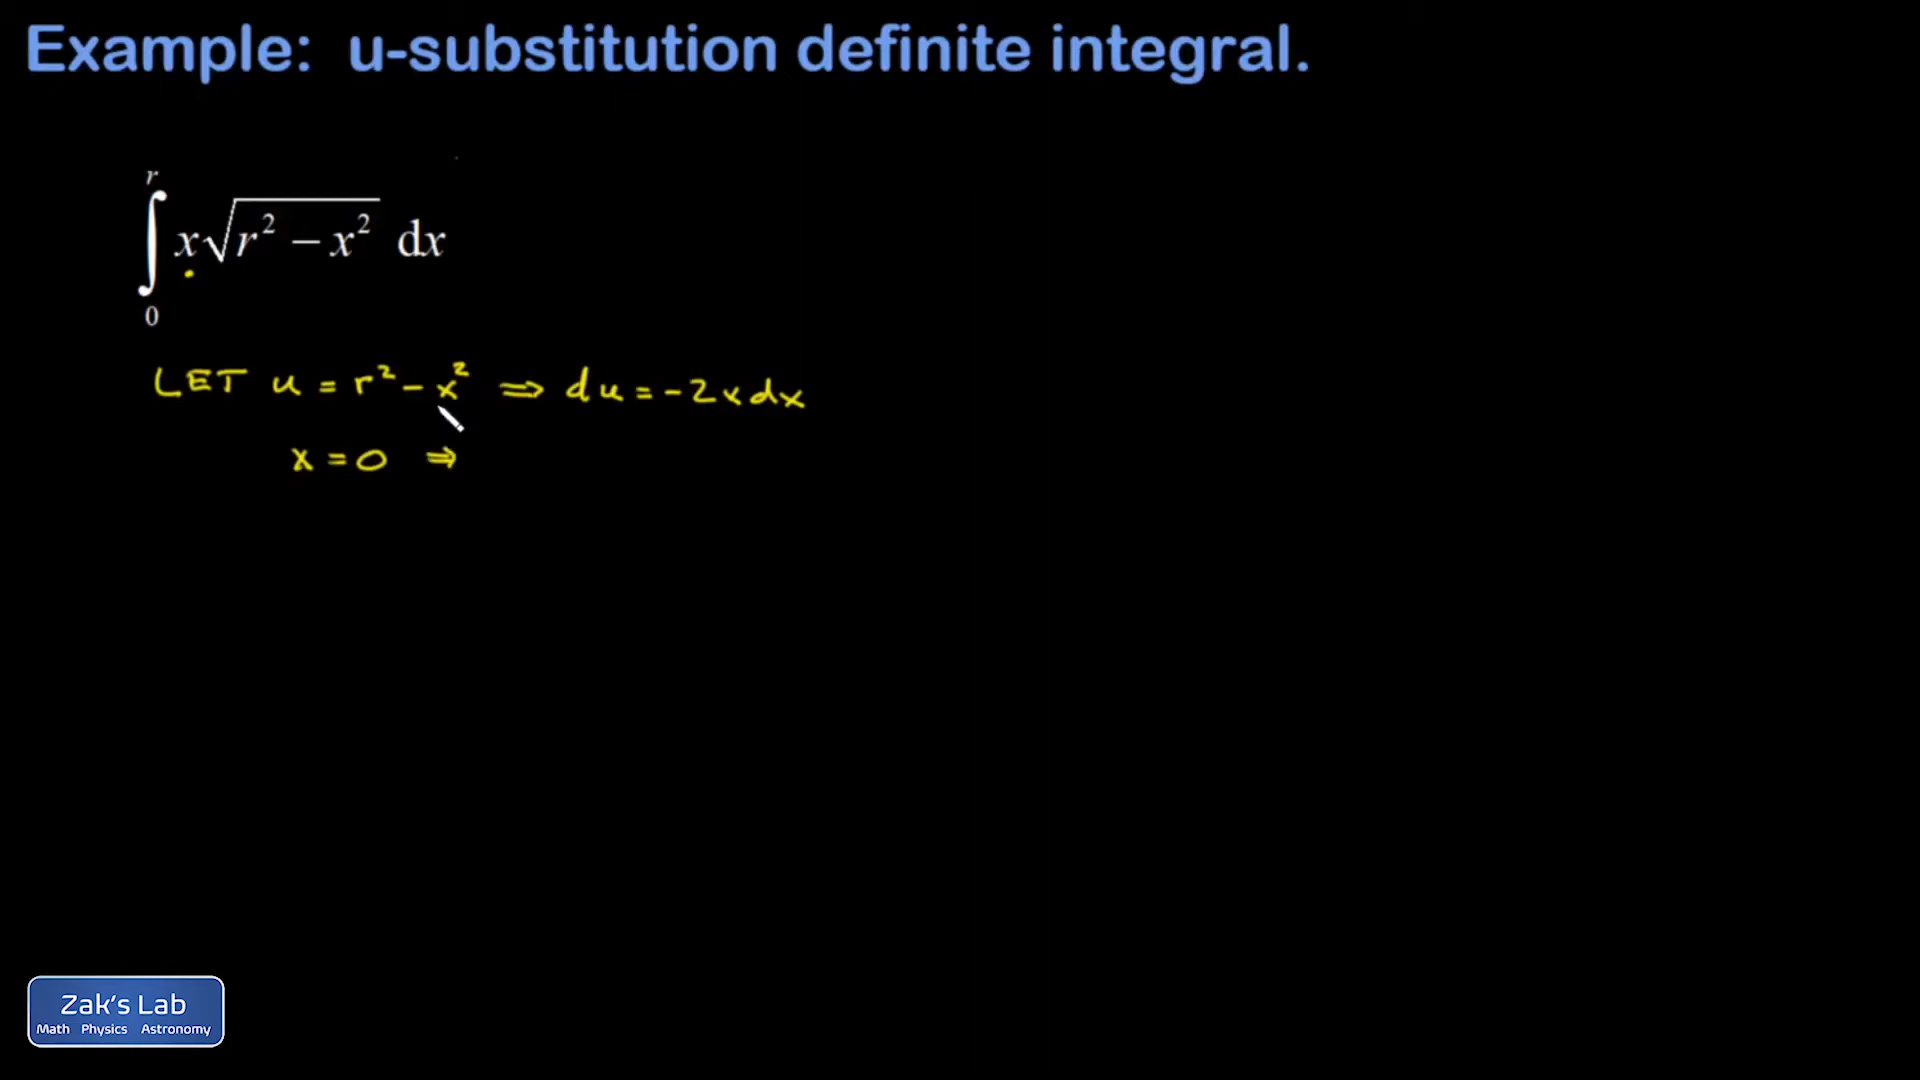 Example: u-substitution definite integral.
∫₀ʳ x√(r² − x²) dx
LET u = r² − x² ⇒ du = −2x dx
x = 0 ⇒
Zak's Lab
Math Physics Astronomy